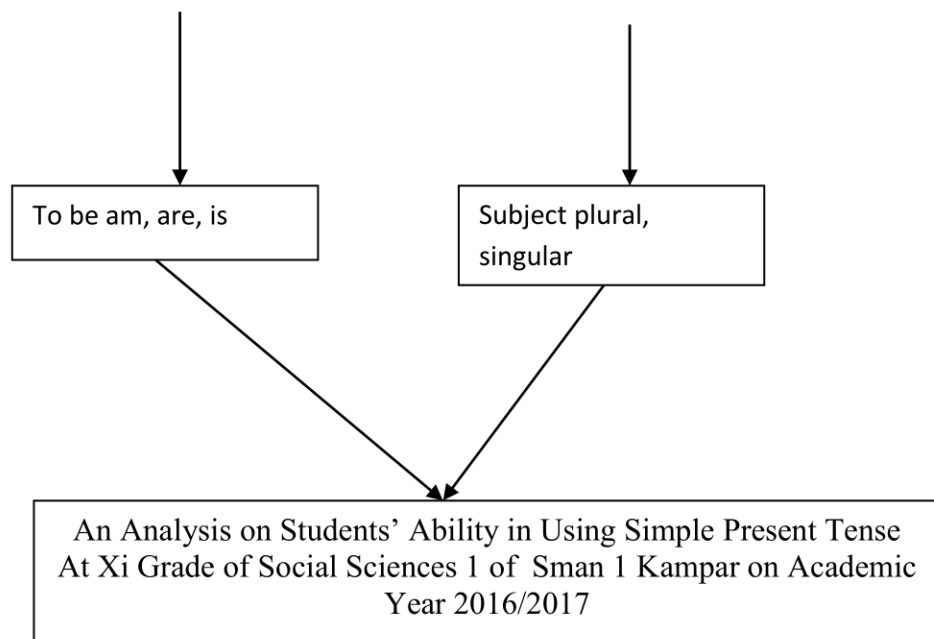 To be am, are, is
Subject plural,
singular
An Analysis on Students’ Ability in Using Simple Present Tense
At Xi Grade of Social Sciences 1 of Sman 1 Kampar on Academic
Year 2016/2017